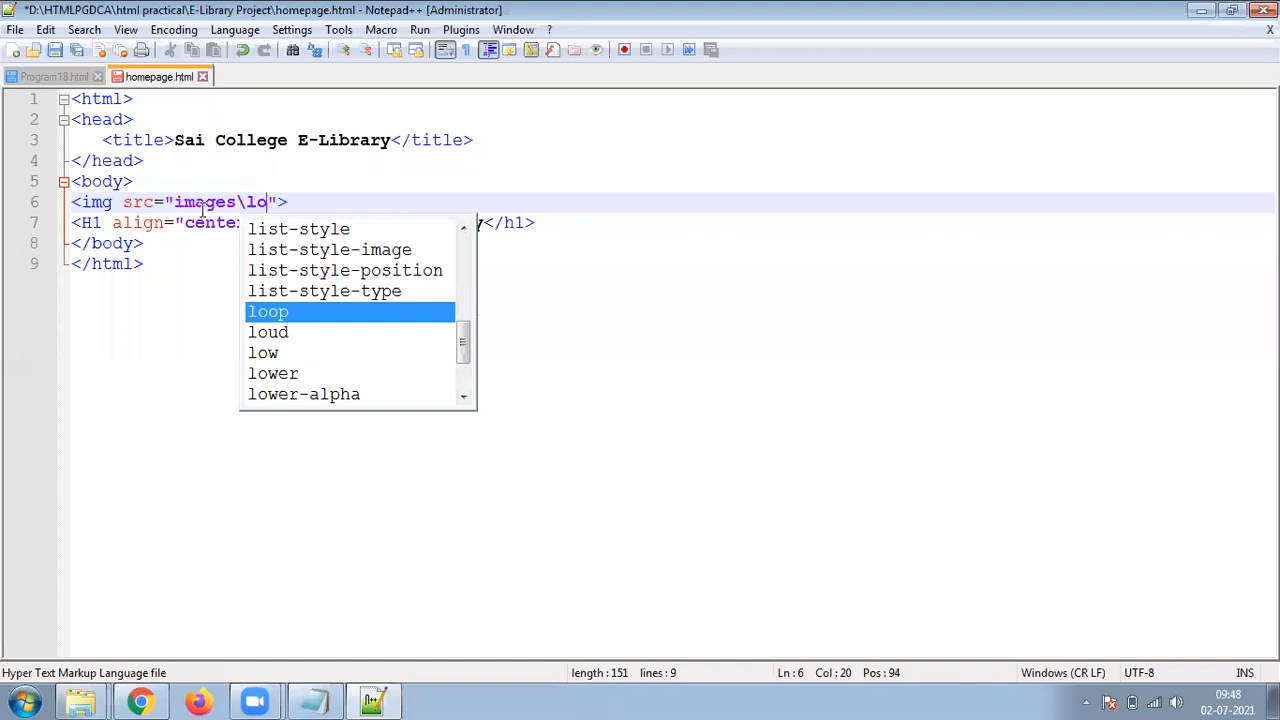 *D:\HTMLPGDCA\html practical\E-Library Project\homepage.html - Notepad++ [Administrator]
File Edit Search View Encoding Language Settings Tools Macro Run Plugins Window ? X
Program18.html homepage.html
1 <html>
2 <head>
3 <title>Sai College E-Library</title>
4 </head>
5 <body>
6 <img src="images\lo">
7 <H1 align="center y</h1>
8 </body>
9 </html>
list-style
list-style-image
list-style-position
list-style-type
loop
loud
low
lower
lower-alpha
Hyper Text Markup Language file length : 151 lines : 9 Ln : 6 Col : 20 Pos : 94 Windows (CR LF) UTF-8 INS
09:48
02-07-2021